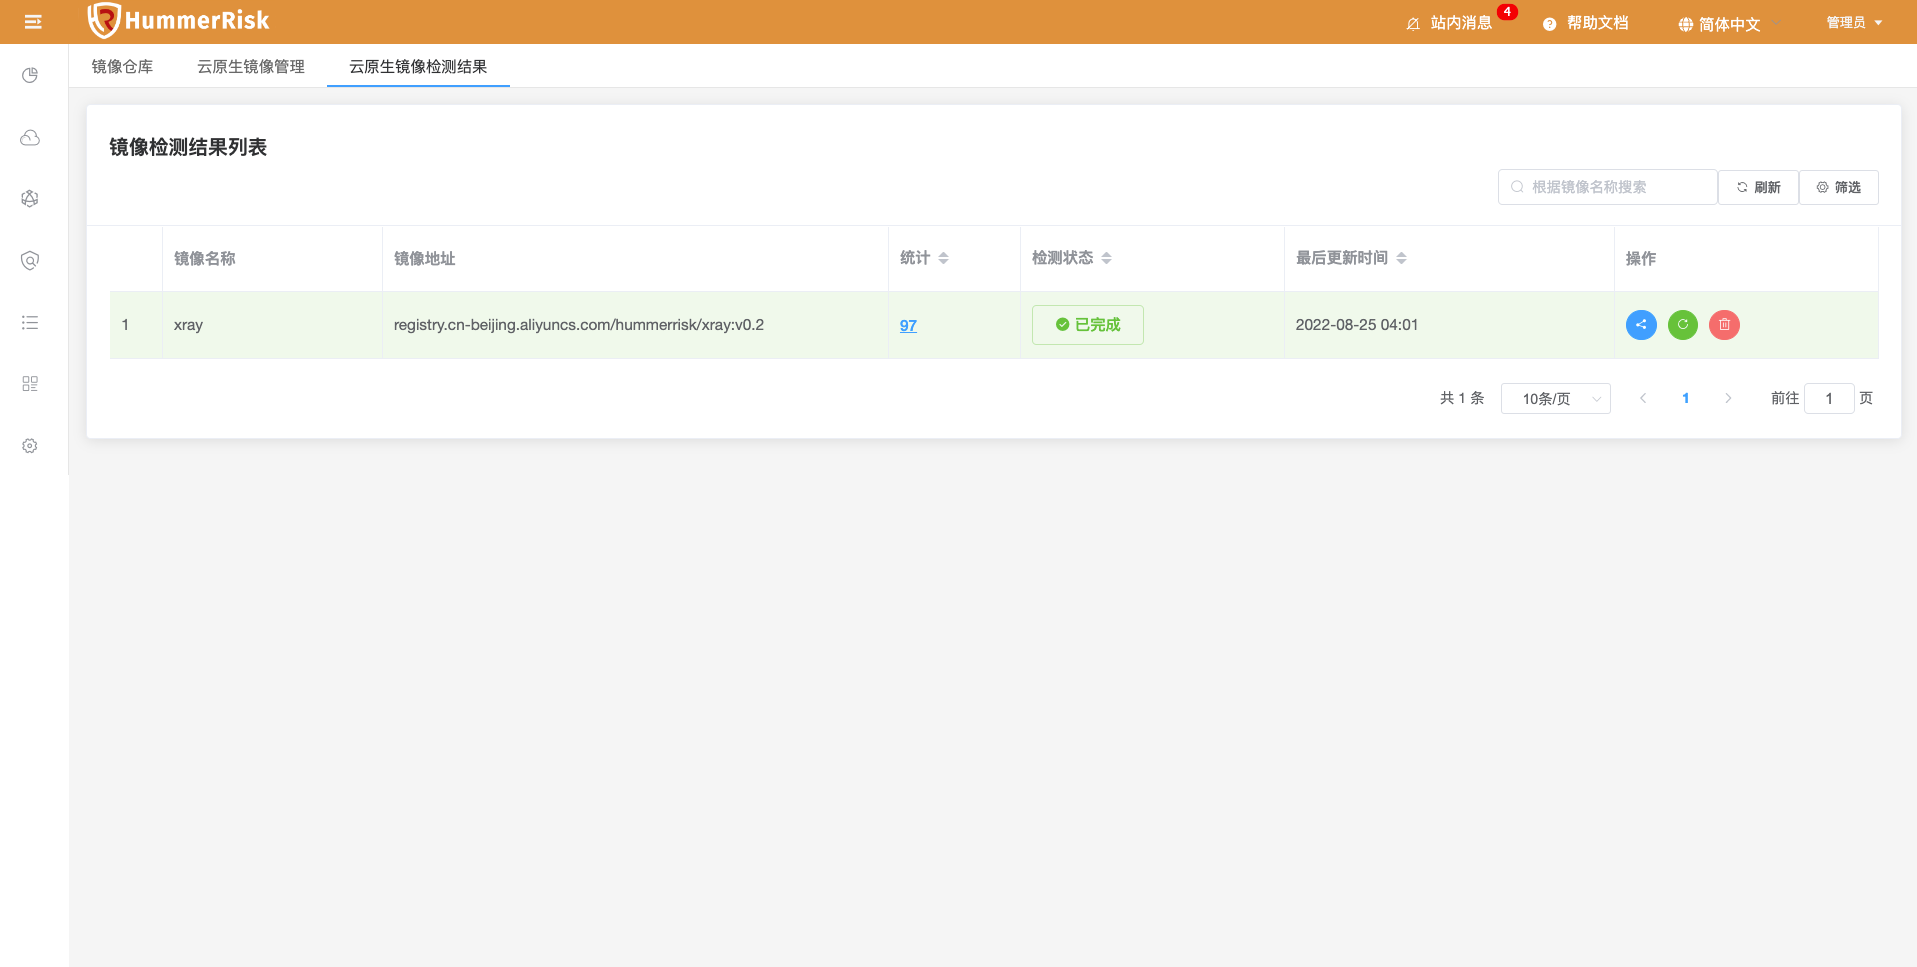 HummerRisk
站内消息 4 帮助文档 简体中文 管理员
镜像仓库 云原生镜像管理 云原生镜像检测结果
镜像检测结果列表
根据镜像名称搜索 刷新 筛选
镜像名称 镜像地址 统计 检测状态 最后更新时间 操作
1 xray registry.cn-beijing.aliyuncs.com/hummerrisk/xray:v0.2 97 已完成 2022-08-25 04:01
共 1 条 10条/页 1 前往 1 页